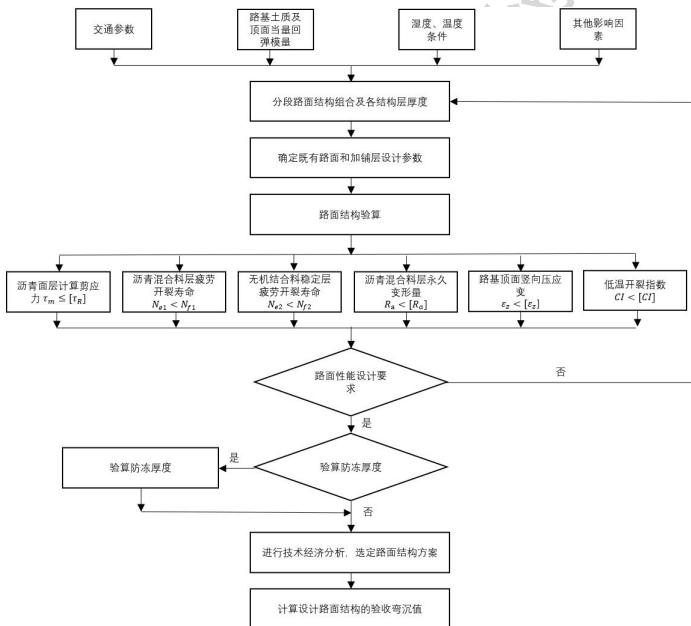 交通参数
路基土质及
顶面当量回
弹模量
湿度、温度
条件
其他影响因
素
分段路面结构组合及各结构层厚度
确定既有路面和加铺层设计参数
路面结构验算
沥青面层计算剪应
力 τm ≤ [τR]
沥青混合料层疲劳
开裂寿命
Ne1 < Nf1
无机结合料稳定层
疲劳开裂寿命
Ne2 < Nf2
沥青混合料层永久
变形量
Ra < [Ra]
路基顶面竖向压应
变
εz < [εz]
低温开裂指数
CI < [CI]
路面性能设计要
求
否
是
验算防冻厚度
是
验算防冻厚度
否
进行技术经济分析，选定路面结构方案
计算设计路面结构的验收弯沉值